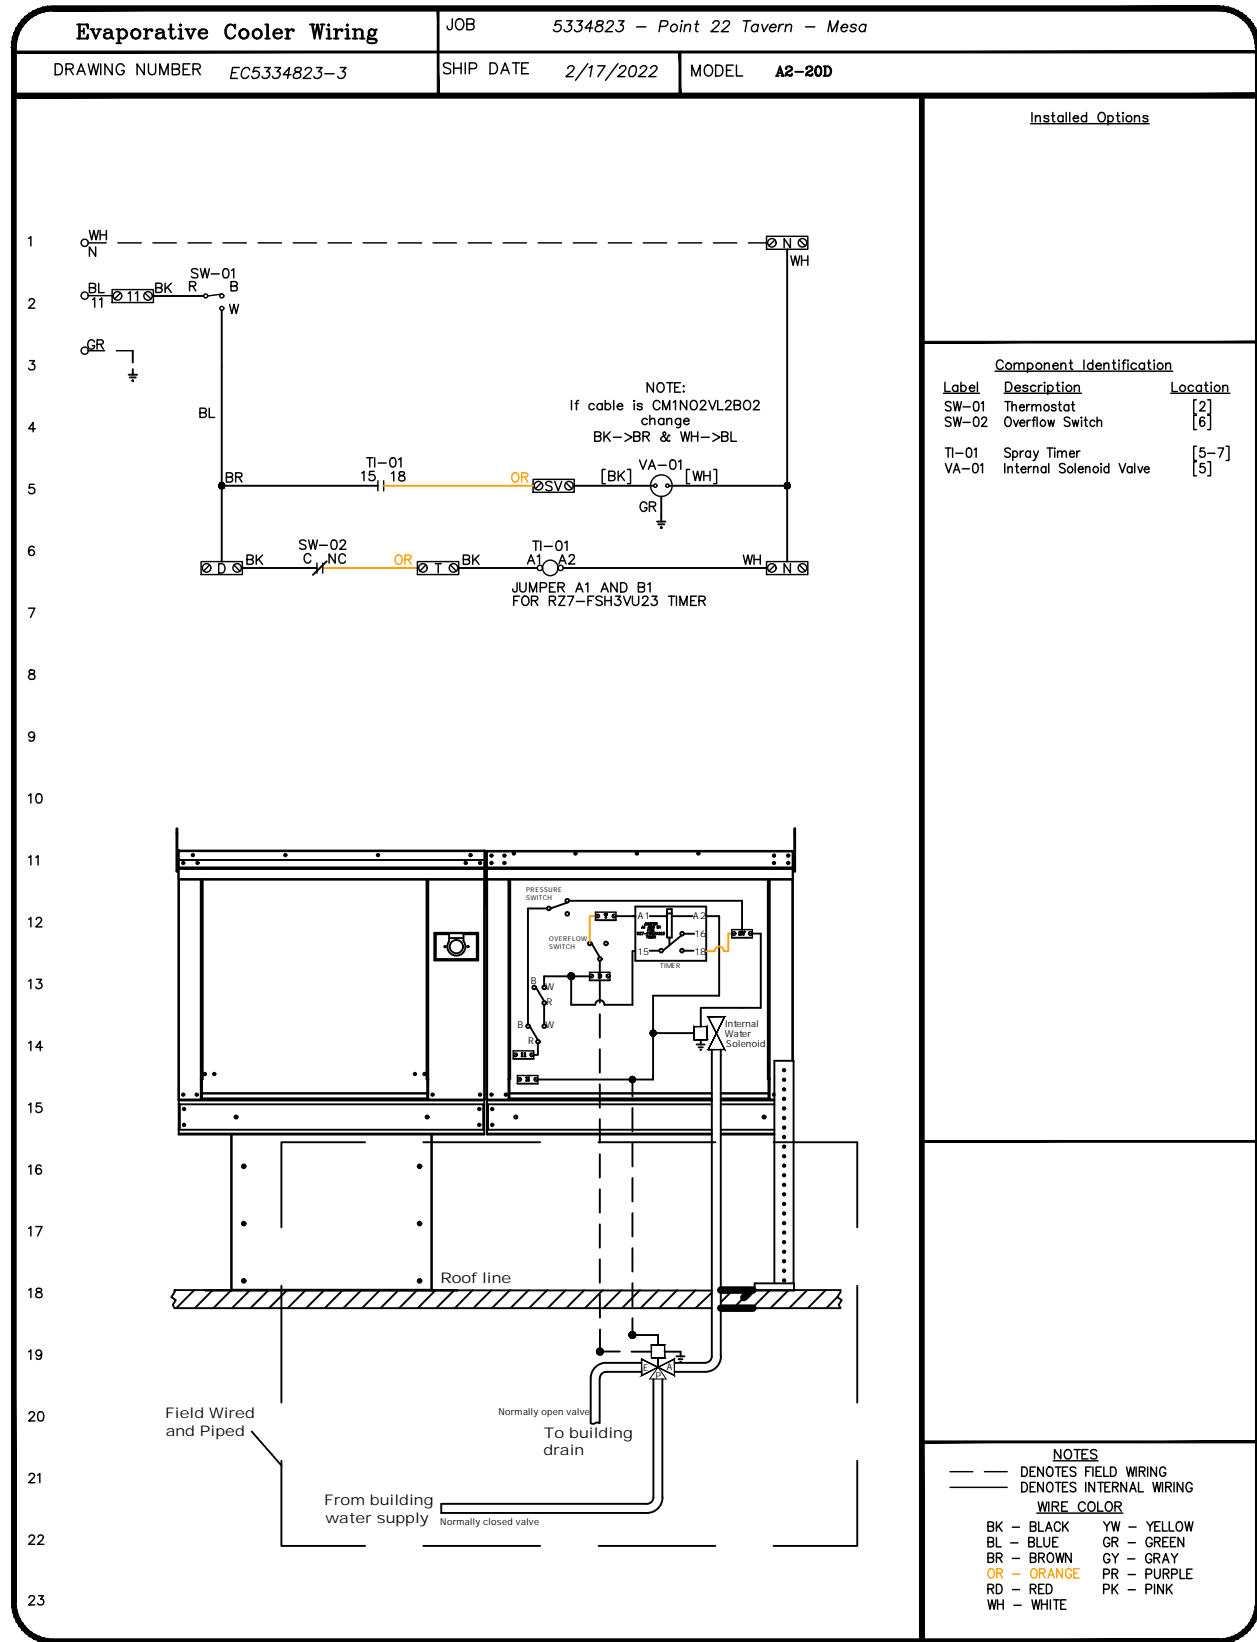 Evaporative Cooler Wiring
JOB 5334823 – Point 22 Tavern – Mesa
DRAWING NUMBER EC5334823–3
SHIP DATE 2/17/2022
MODEL A2–20D
Installed Options
1
WH
N
N
WH
2
BL
11
11
BK
SW–01
R B
W
3
GR
NOTE:
If cable is CM1NO2VL2BO2
change
BK–>BR & WH–>BL
4
BL
5
BR
TI–01
15 18
OR
SV
[BK]
VA–01
[WH]
GR
6
D
BK
SW–02
C NC
OR
T
BK
TI–01
A1 A2
WH
N
JUMPER A1 AND B1
FOR RZ7–FSH3VU23 TIMER
7
8
9
10
11
12
13
14
15
16
17
18
19
20
21
22
23
Component Identification
Label Description Location
SW–01 Thermostat [2]
SW–02 Overflow Switch [6]
TI–01 Spray Timer [5–7]
VA–01 Internal Solenoid Valve [5]
PRESSURE
SWITCH
T
A1
A2
16
15
18
SV
TIMER
OVERFLOW
SWITCH
B W
R
B W
R
11
N
Internal
Water
Solenoid
Roof line
E A
P
Normally open valve
To building
drain
Field Wired
and Piped
From building
water supply
Normally closed valve
NOTES
DENOTES FIELD WIRING
DENOTES INTERNAL WIRING
WIRE COLOR
BK – BLACK YW – YELLOW
BL – BLUE GR – GREEN
BR – BROWN GY – GRAY
OR – ORANGE PR – PURPLE
RD – RED PK – PINK
WH – WHITE